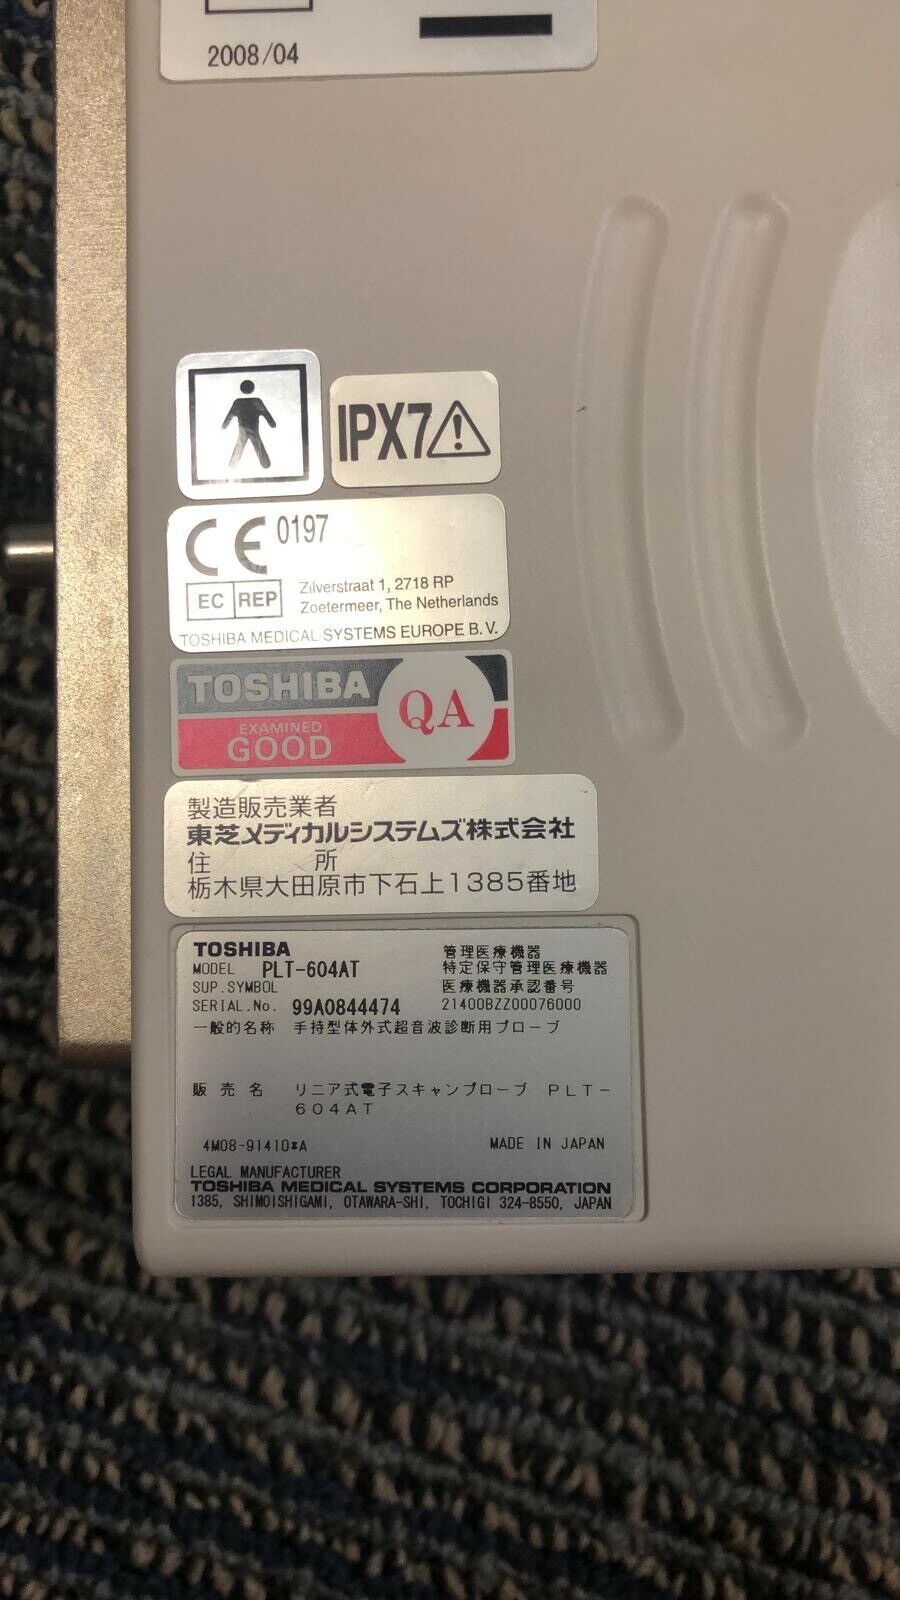 2008/04
IPX7
CE 0197
EC REP
Zilverstraat 1, 2718 RP
Zoetermeer, The Netherlands
TOSHIBA MEDICAL SYSTEMS EUROPE B.V.
TOSHIBA
EXAMINED
GOOD
QA
製造販売業者
東芝メディカルシステムズ株式会社
住 所
栃木県大田原市下石上1385番地
TOSHIBA
管理医療機器
MODEL PLT-604AT
特定保守管理医療機器
SUP.SYMBOL
医療機器承認番号
SERIAL.No. 99A0844474
21400BZZ00076000
一般的名称 手持型体外式超音波診断用プローブ
販売名 リニア式電子スキャンプローブ PLT-
604AT
4M08-91410*A
MADE IN JAPAN
LEGAL MANUFACTURER
TOSHIBA MEDICAL SYSTEMS CORPORATION
1385, SHIMOISHIGAMI, OTAWARA-SHI, TOCHIGI 324-8550, JAPAN